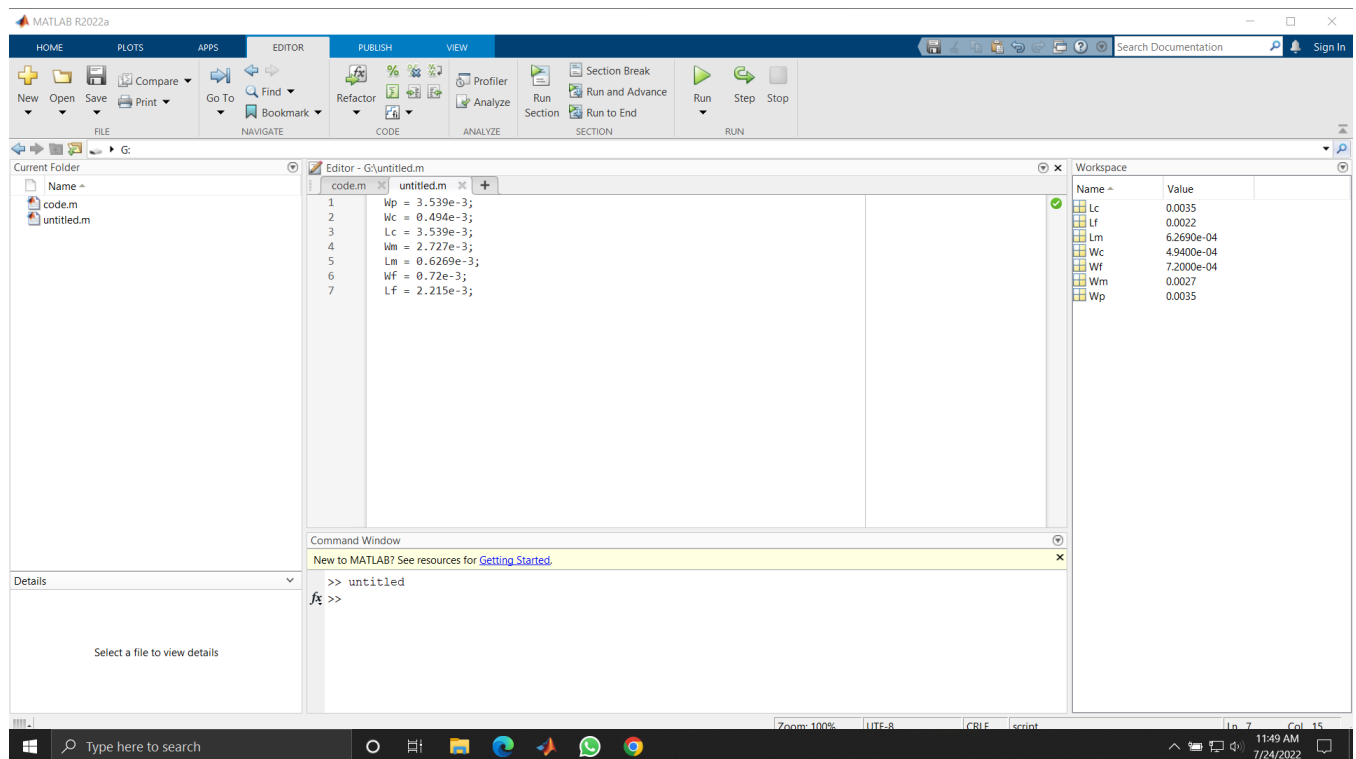 MATLAB R2022a
HOME PLOTS APPS EDITOR PUBLISH VIEW Search Documentation Sign In
New Open Save Compare Print Go To Find Bookmark Refactor Profiler Analyze Run Section Section Break Run and Advance Run to End Run Step Stop
FILE NAVIGATE CODE ANALYZE SECTION RUN
G:
Current Folder
Name
code.m
untitled.m
Details
Select a file to view details
Editor - G:\untitled.m
code.m untitled.m
1 Wp = 3.539e-3;
2 Wc = 0.494e-3;
3 Lc = 3.539e-3;
4 Wm = 2.727e-3;
5 Lm = 0.6269e-3;
6 Wf = 0.72e-3;
7 Lf = 2.215e-3;
Command Window
New to MATLAB? See resources for Getting Started.
>> untitled
fx >>
Workspace
Name Value
Lc 0.0035
Lf 0.0022
Lm 6.2690e-04
Wc 4.9400e-04
Wf 7.2000e-04
Wm 0.0027
Wp 0.0035
Zoom: 100% UTF-8 CRLF script Ln 7 Col 15
Type here to search
11:49 AM
7/24/2022